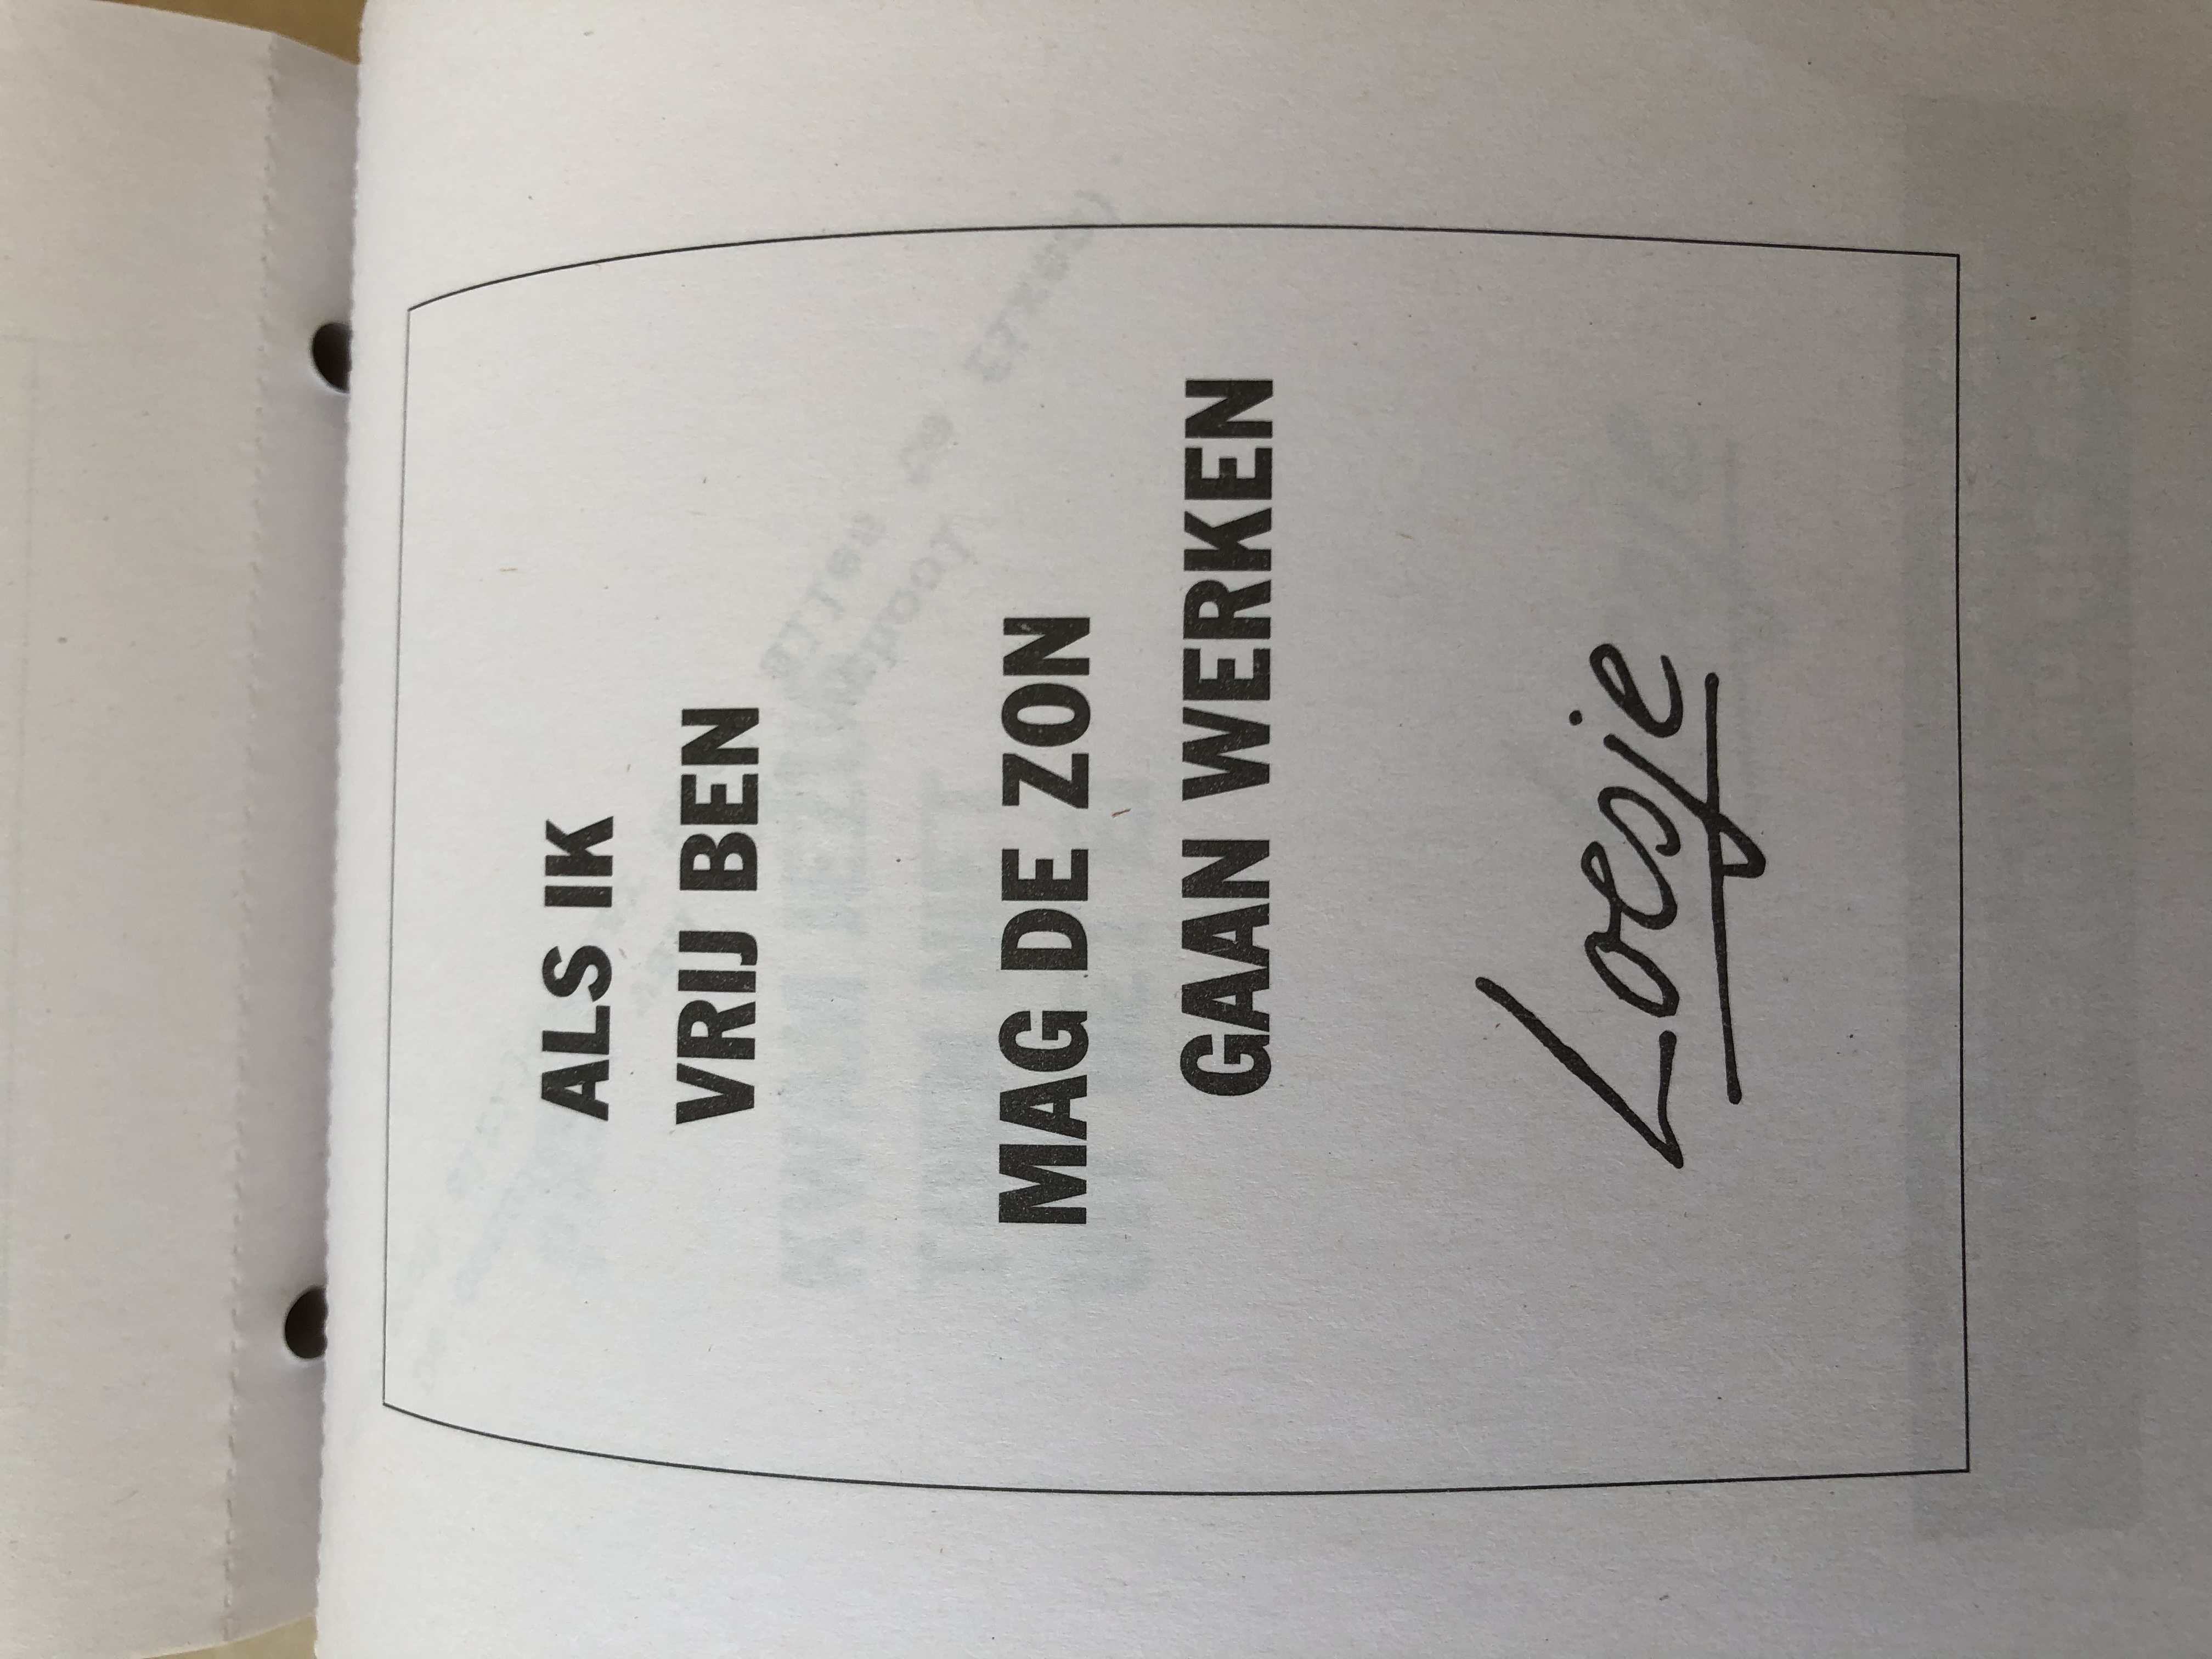 ALS IK
VRIJ BEN
MAG DE ZON
GAAN WERKEN
Loesje